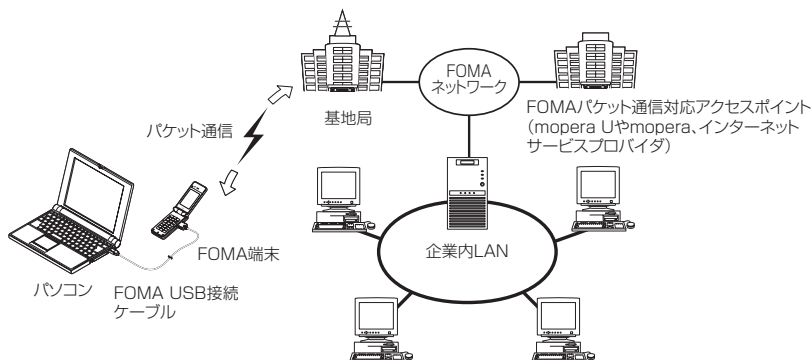 FOMA
ネットワーク
基地局
FOMAパケット通信対応アクセスポイント
(mopera Uやmopera、インターネット
サービスプロバイダ)
パケット通信
FOMA端末
パソコン
FOMA USB接続
ケーブル
企業内LAN